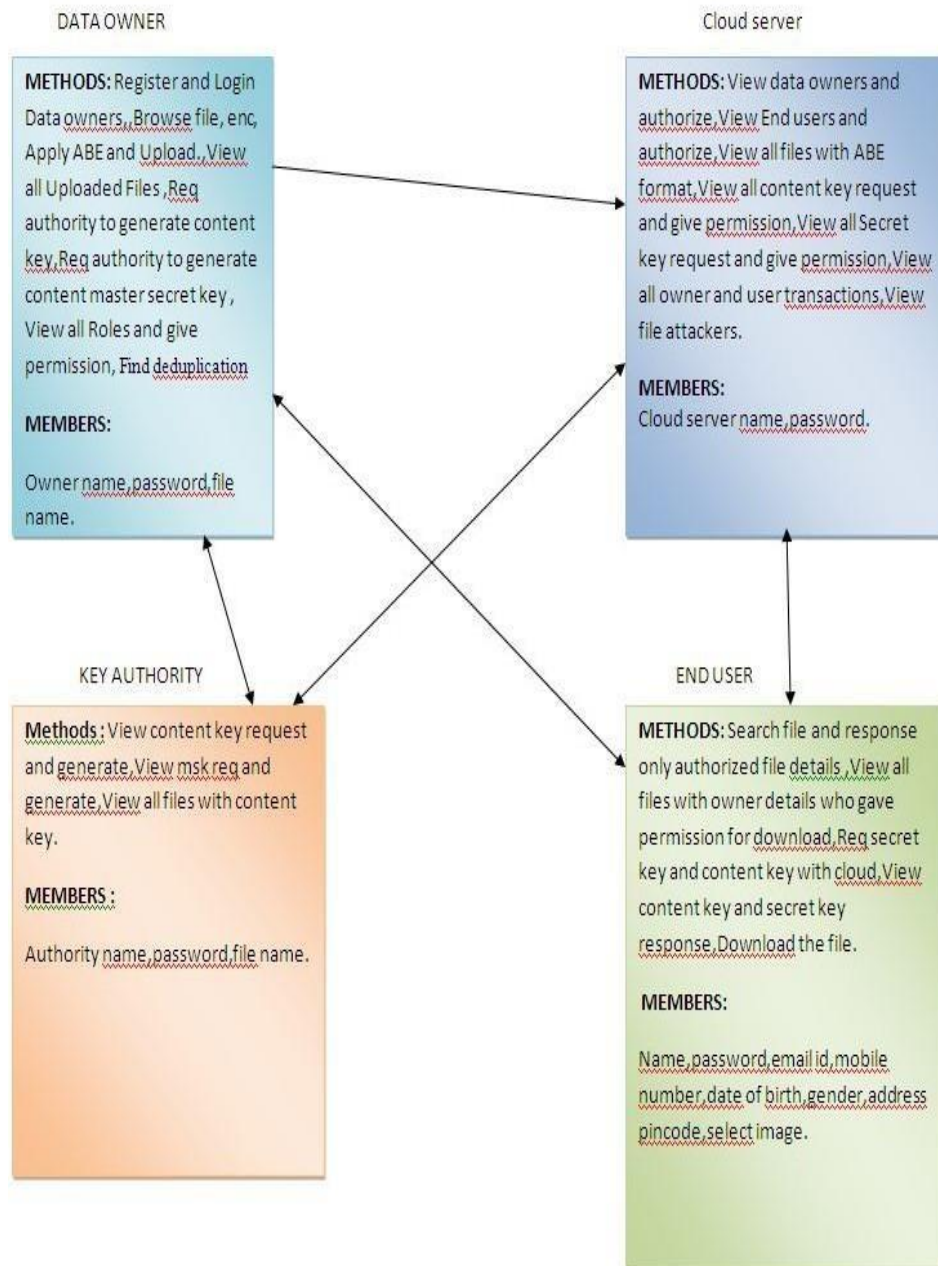 DATA OWNER
METHODS: Register and Login
Data owners,,Browse file, enc,
Apply ABE and Upload.,View
all Uploaded Files ,Req
authority to generate content
key,Req authority to generate
content master secret key ,
View all Roles and give
permission, Find deduplication
MEMBERS:
Owner name,password,file
name.
Cloud server
METHODS: View data owners and
authorize,View End users and
authorize,View all files with ABE
format,View all content key request
and give permission,View all Secret
key request and give permission,View
all owner and user transactions,View
file attackers.
MEMBERS:
Cloud server name,password.
KEY AUTHORITY
Methods : View content key request
and generate,View msk req and
generate,View all files with content
key.
MEMBERS :
Authority name,password,file name.
END USER
METHODS: Search file and response
only authorized file details ,View all
files with owner details who gave
permission for download,Req secret
key and content key with cloud,View
content key and secret key
response,Download the file.
MEMBERS:
Name,password,email id,mobile
number,date of birth,gender,address
pincode,select image.